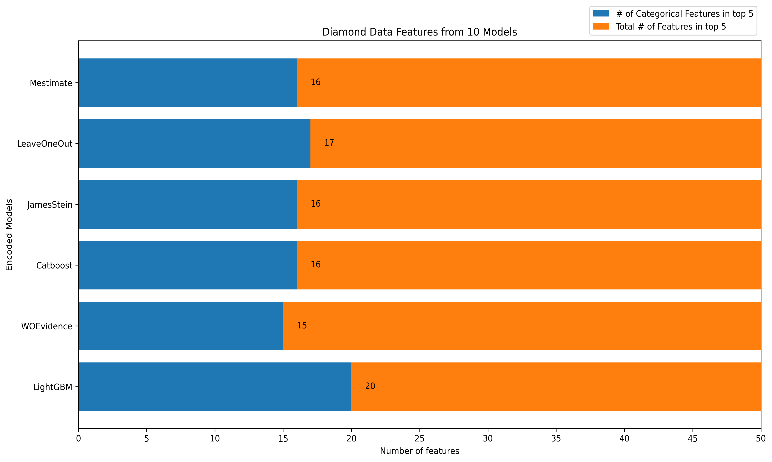 # of Categorical Features in top 5
Total # of Features in top 5
Diamond Data Features from 10 Models
Encoded Models
Mestimate 16
LeaveOneOut 17
JamesStein 16
Catboost 16
WOEvidence 15
LightGBM 20
0 5 10 15 20 25 30 35 40 45 50
Number of features